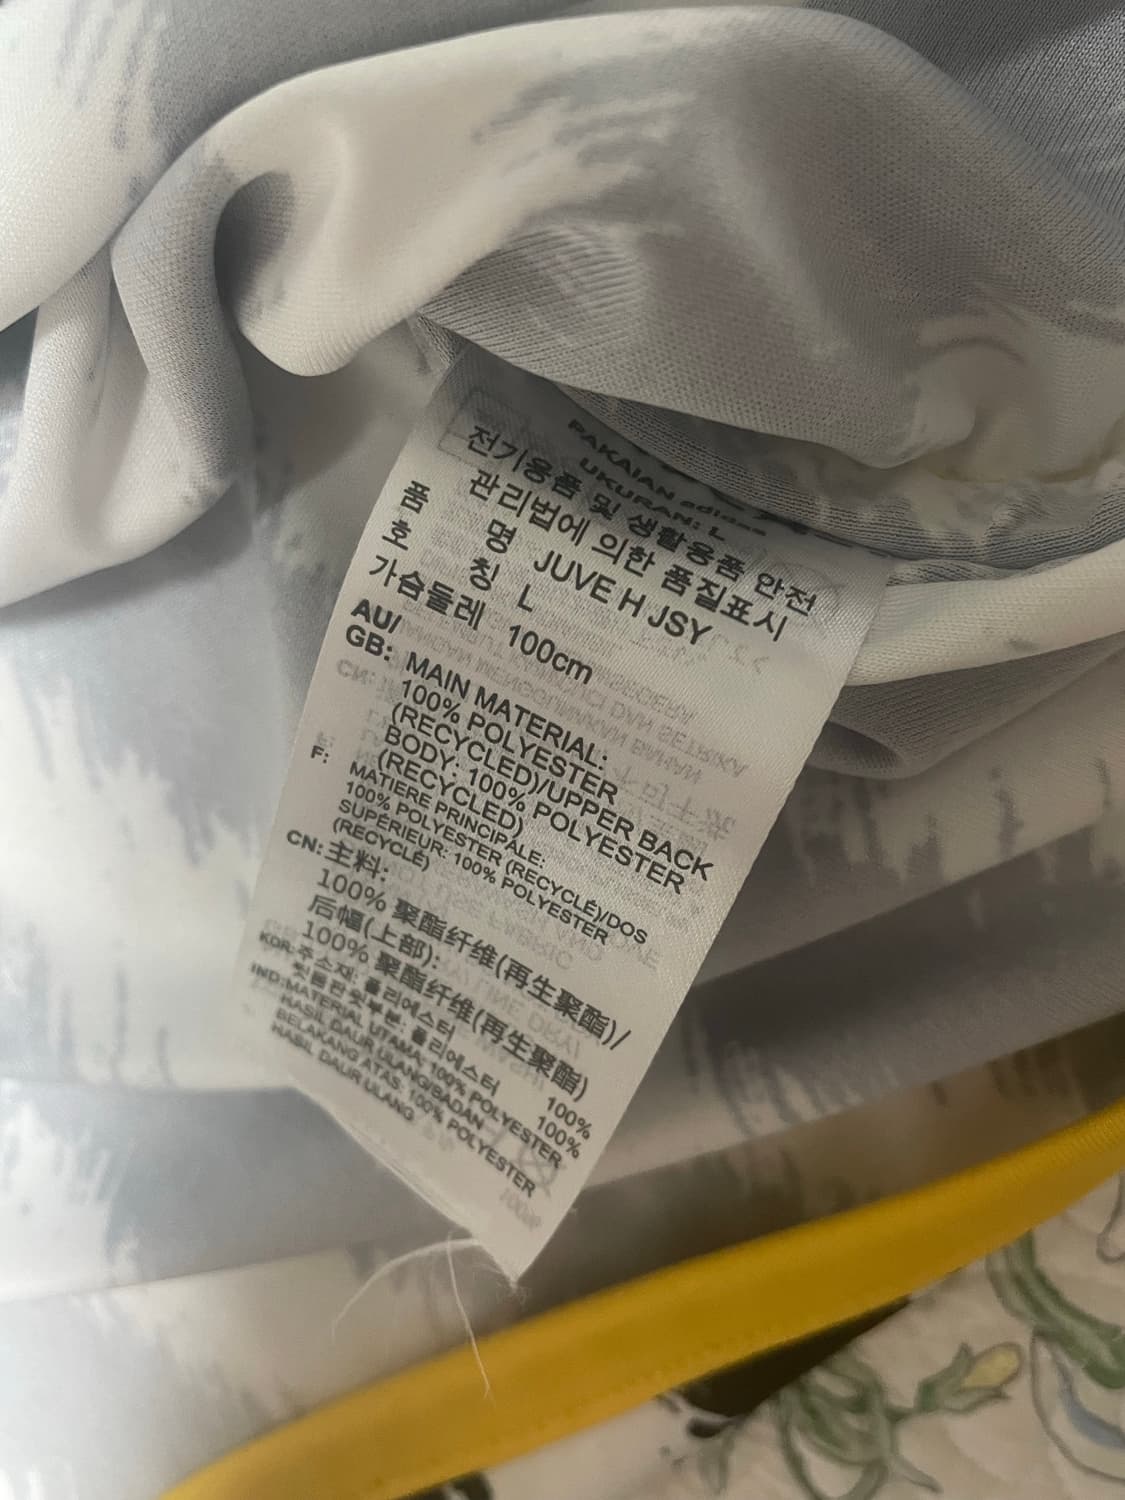 PAKAIAN adidas
UKURAN: L
전기용품 및 생활용품 안전
관리법에 의한 품질표시
품 명 JUVE H JSY
호 칭 L
가슴둘레 100cm
AU/
GB: MAIN MATERIAL:
100% POLYESTER
(RECYCLED)/UPPER BACK
BODY: 100% POLYESTER
(RECYCLED)
F: MATIERE PRINCIPALE:
100% POLYESTER (RECYCLÉ)/DOS
SUPÉRIEUR: 100% POLYESTER
(RECYCLÉ)
CN: 主料:
100% 聚酯纤维(再生聚酯)/
后幅(上部):
100% 聚酯纤维(再生聚酯)
KOR: 주소재: 폴리에스터 100%
뒷몸판윗부분: 폴리에스터 100%
IND: MATERIAL UTAMA: 100% POLYESTER
HASIL DAUR ULANG/BADAN
BELAKANG ATAS: 100% POLYESTER
HASIL DAUR ULANG